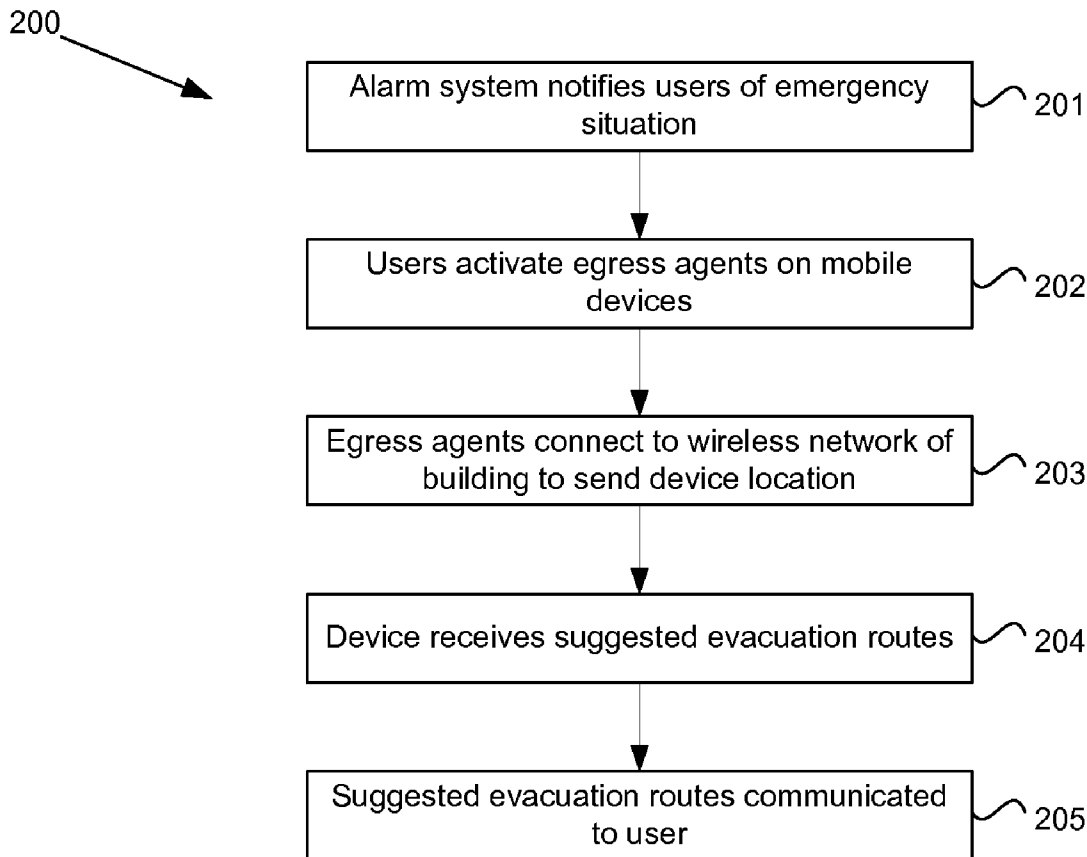 200
Alarm system notifies users of emergency
situation
201
Users activate egress agents on mobile
devices
202
Egress agents connect to wireless network of
building to send device location
203
Device receives suggested evacuation routes
204
Suggested evacuation routes communicated
to user
205